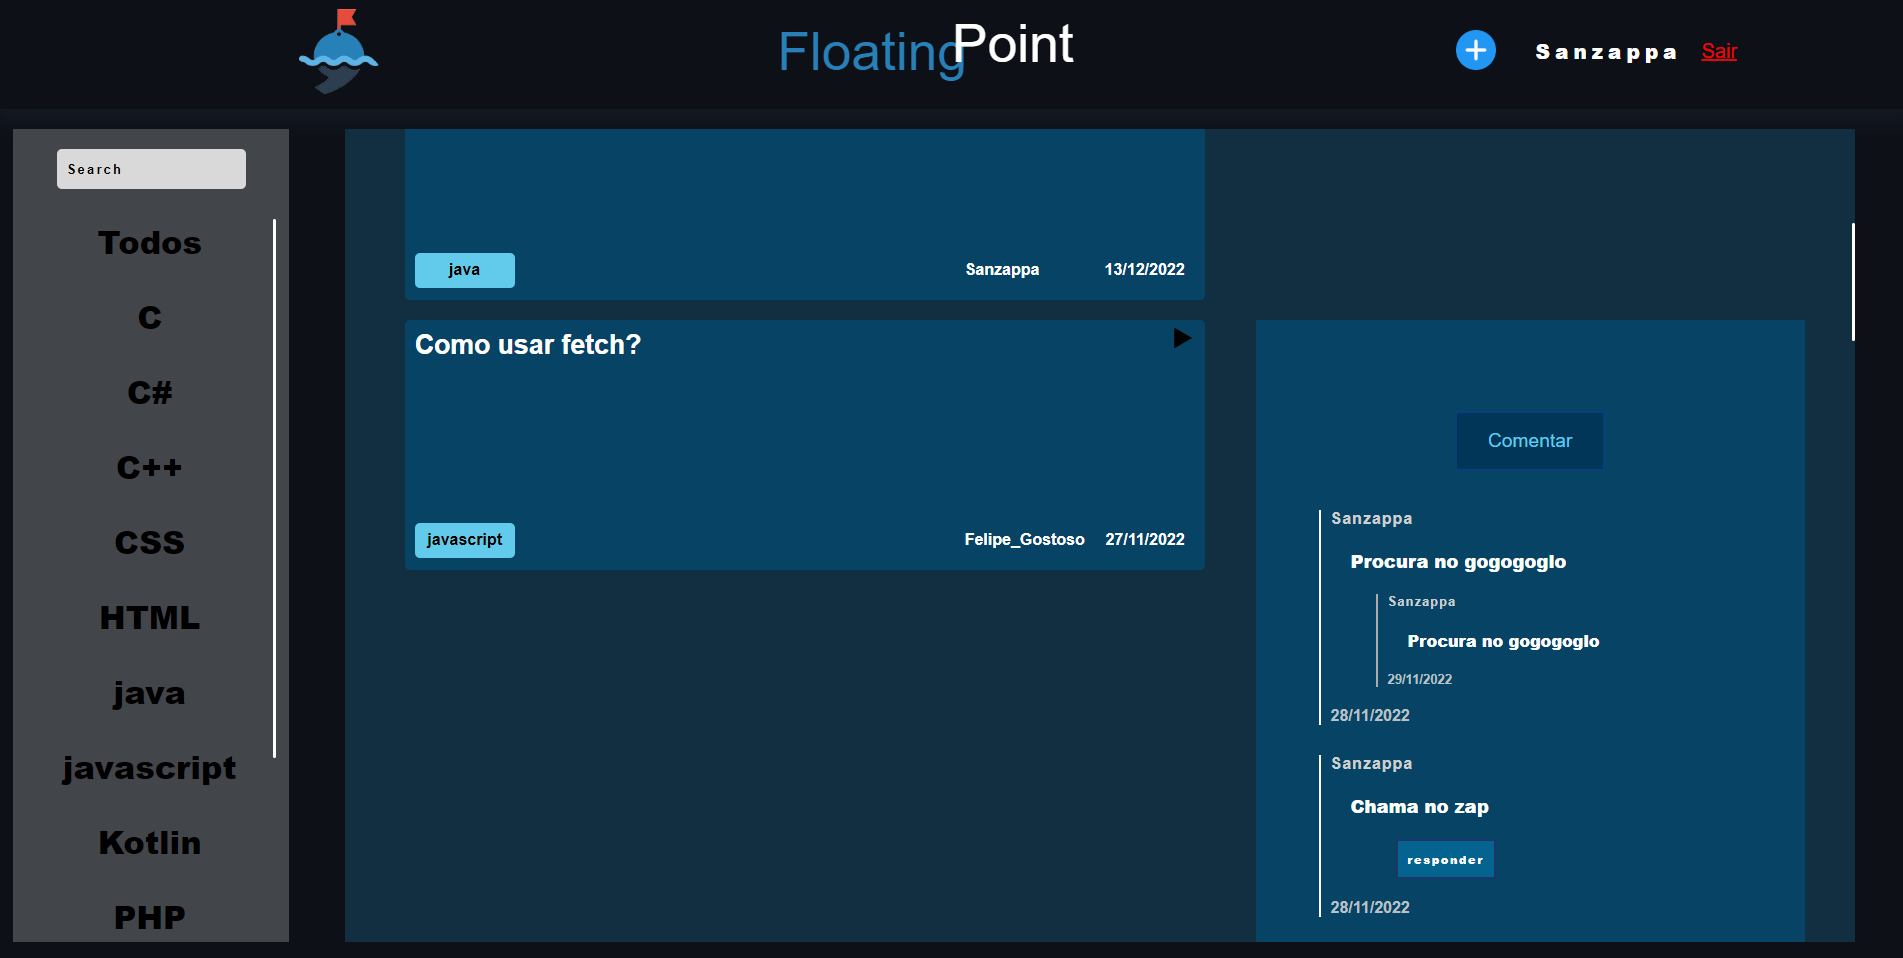 Floating Point
Sanzappa Sair
Search
Todos
C
C#
C++
CSS
HTML
java
javascript
Kotlin
PHP
java Sanzappa 13/12/2022
Como usar fetch?
javascript Felipe_Gostoso 27/11/2022
Comentar
Sanzappa
Procura no gogogoglo
Sanzappa
Procura no gogogoglo
29/11/2022
28/11/2022
Sanzappa
Chama no zap
responder
28/11/2022